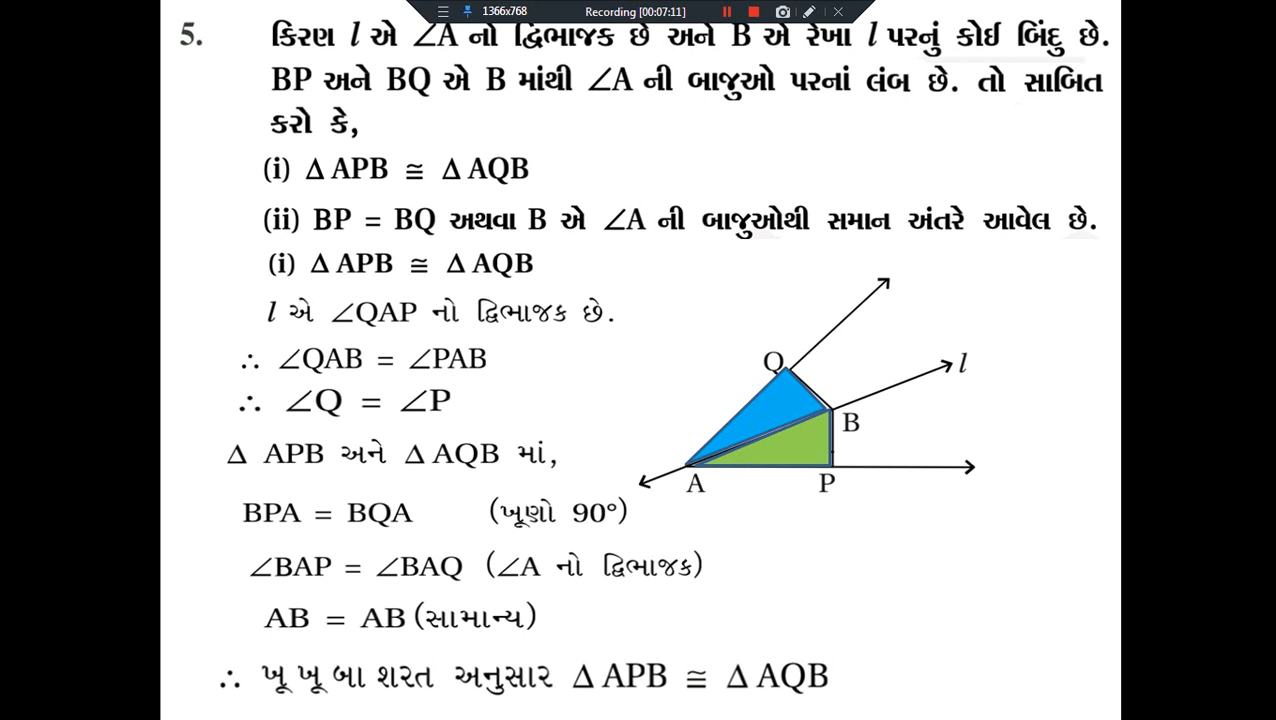 1366x768 Recording [00:07:11]
5. કિરણ l એ ∠A નો દ્વિભાજક છે અને B એ રેખા l પરનું કોઈ બિંદુ છે.
BP અને BQ એ B માંથી ∠A ની બાજુઓ પરનાં લંબ છે. તો સાબિત
કરો કે,
(i) Δ APB ≅ Δ AQB
(ii) BP = BQ અથવા B એ ∠A ની બાજુઓથી સમાન અંતરે આવેલ છે.
(i) Δ APB ≅ Δ AQB
l એ ∠QAP નો દ્વિભાજક છે.
∴ ∠QAB = ∠PAB
∴ ∠Q = ∠P
Δ APB અને Δ AQB માં,
BPA = BQA (ખૂણો 90°)
∠BAP = ∠BAQ (∠A નો દ્વિભાજક)
AB = AB (સામાન્ય)
∴ ખૂ ખૂ બા શરત અનુસાર Δ APB ≅ Δ AQB
Q
l
B
A
P